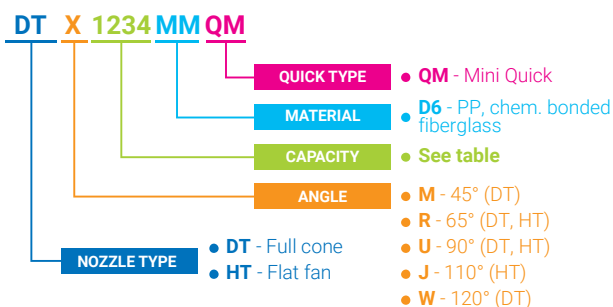 DT X 1234 MM QM
QUICK TYPE
QM - Mini Quick
MATERIAL
D6 - PP, chem. bonded
fiberglass
CAPACITY
See table
ANGLE
M - 45° (DT)
R - 65° (DT, HT)
U - 90° (DT, HT)
J - 110° (HT)
W - 120° (DT)
NOZZLE TYPE
DT - Full cone
HT - Flat fan